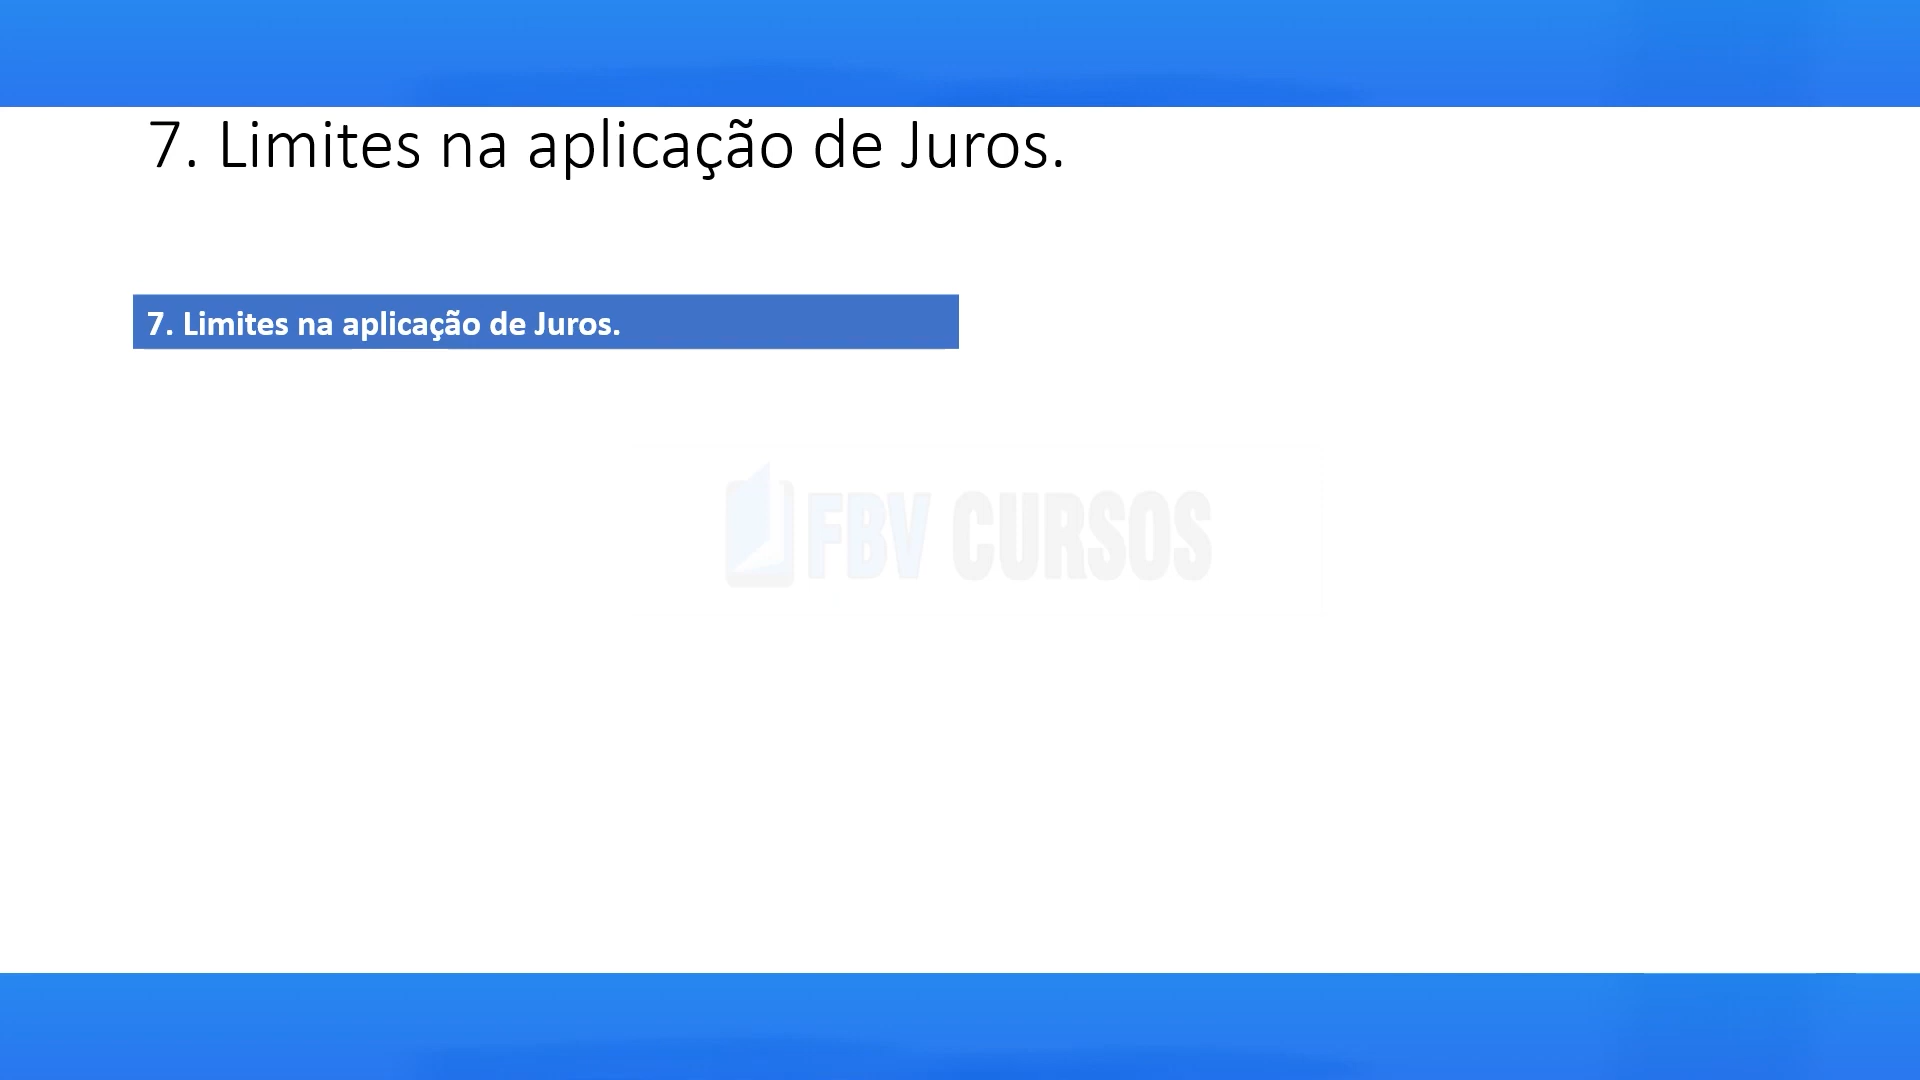 7. Limites na aplicação de Juros.
7. Limites na aplicação de Juros.
FBV CURSOS